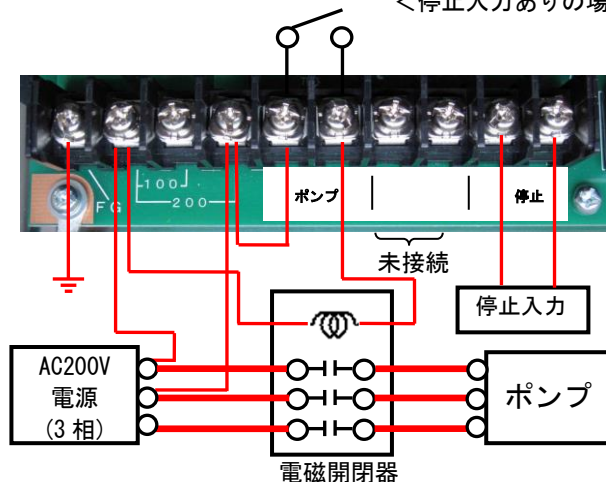 <停止入力ありの場
FG
100
200
ポンプ
停止
未接続
停止入力
AC200V
電源
(3 相)
ポンプ
電磁開閉器